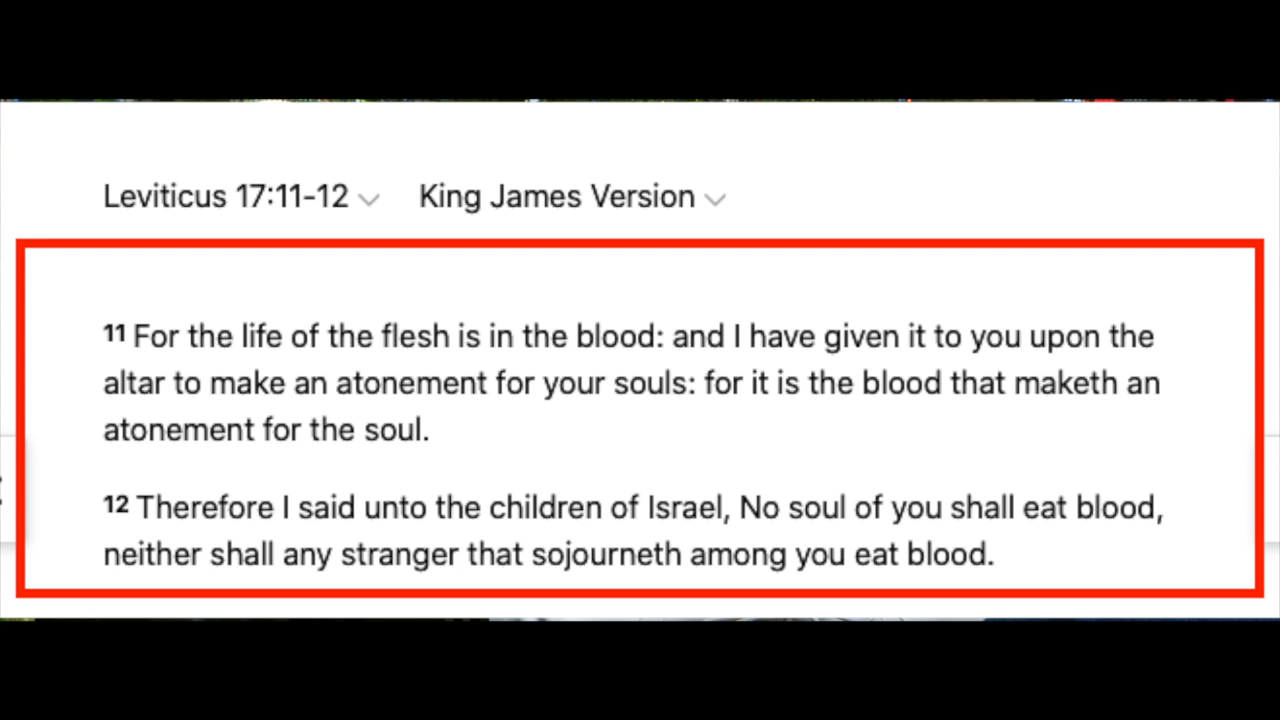 Leviticus 17:11-12 King James Version
11 For the life of the flesh is in the blood: and I have given it to you upon the
altar to make an atonement for your souls: for it is the blood that maketh an
atonement for the soul.
12 Therefore I said unto the children of Israel, No soul of you shall eat blood,
neither shall any stranger that sojourneth among you eat blood.